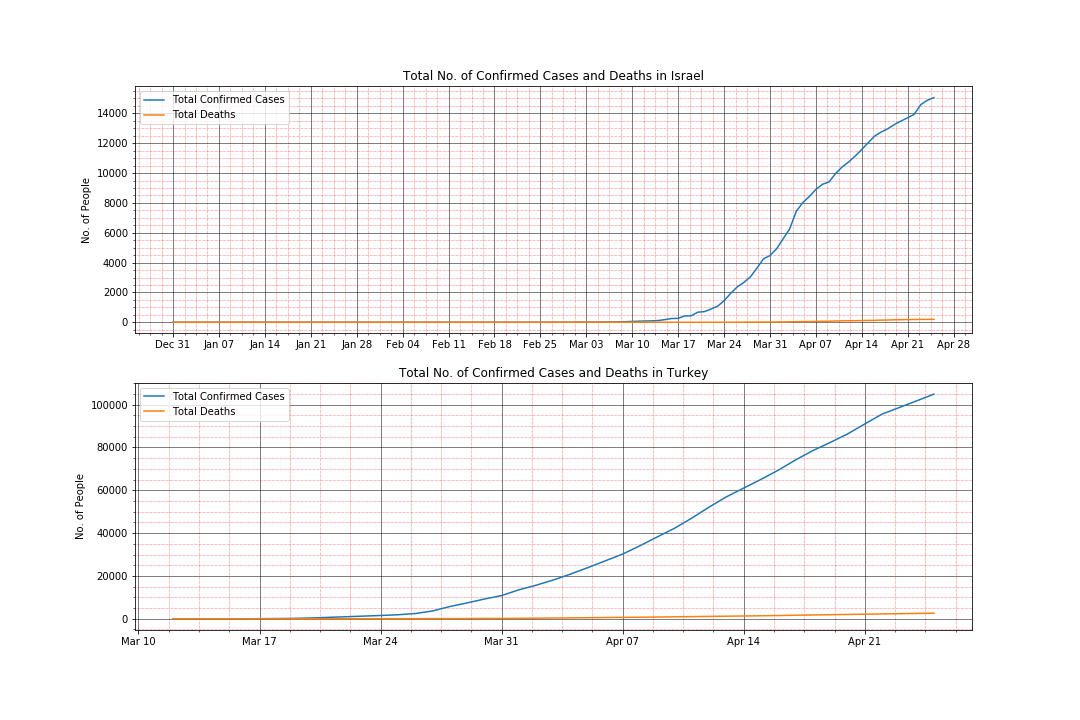 Total No. of Confirmed Cases and Deaths in Israel
Total Confirmed Cases
Total Deaths
No. of People
14000
12000
10000
8000
6000
4000
2000
0
Dec 31 Jan 07 Jan 14 Jan 21 Jan 28 Feb 04 Feb 11 Feb 18 Feb 25 Mar 03 Mar 10 Mar 17 Mar 24 Mar 31 Apr 07 Apr 14 Apr 21 Apr 28
Total No. of Confirmed Cases and Deaths in Turkey
Total Confirmed Cases
Total Deaths
No. of People
100000
80000
60000
40000
20000
0
Mar 10 Mar 17 Mar 24 Mar 31 Apr 07 Apr 14 Apr 21